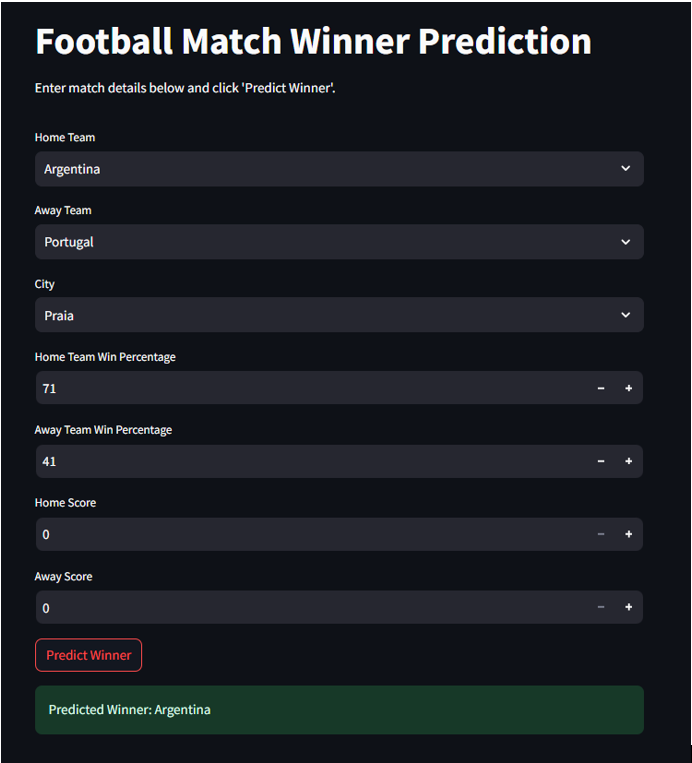 Football Match Winner Prediction
Enter match details below and click 'Predict Winner'.
Home Team
Argentina
Away Team
Portugal
City
Praia
Home Team Win Percentage
71
Away Team Win Percentage
41
Home Score
0
Away Score
0
Predict Winner
Predicted Winner: Argentina